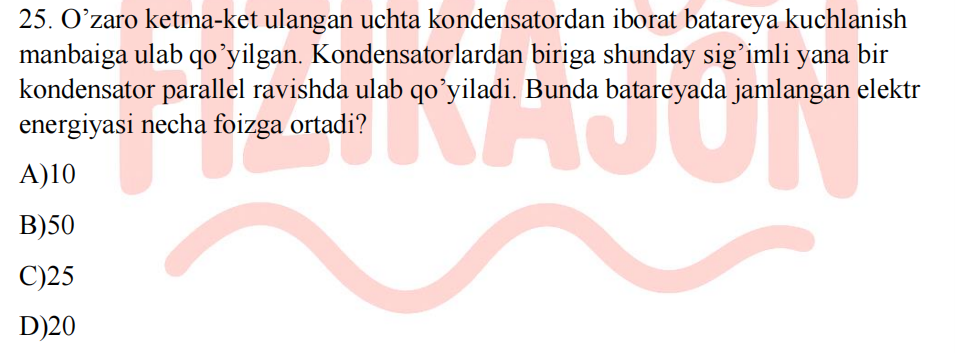 25. O’zaro ketma-ket ulangan uchta kondensatordan iborat batareya kuchlanish
manbaiga ulab qo’yilgan. Kondensatorlardan biriga shunday sig’imli yana bir
kondensator parallel ravishda ulab qo’yiladi. Bunda batareyada jamlangan elektr
energiyasi necha foizga ortadi?
A)10
B)50
C)25
D)20
FIZIKAJON